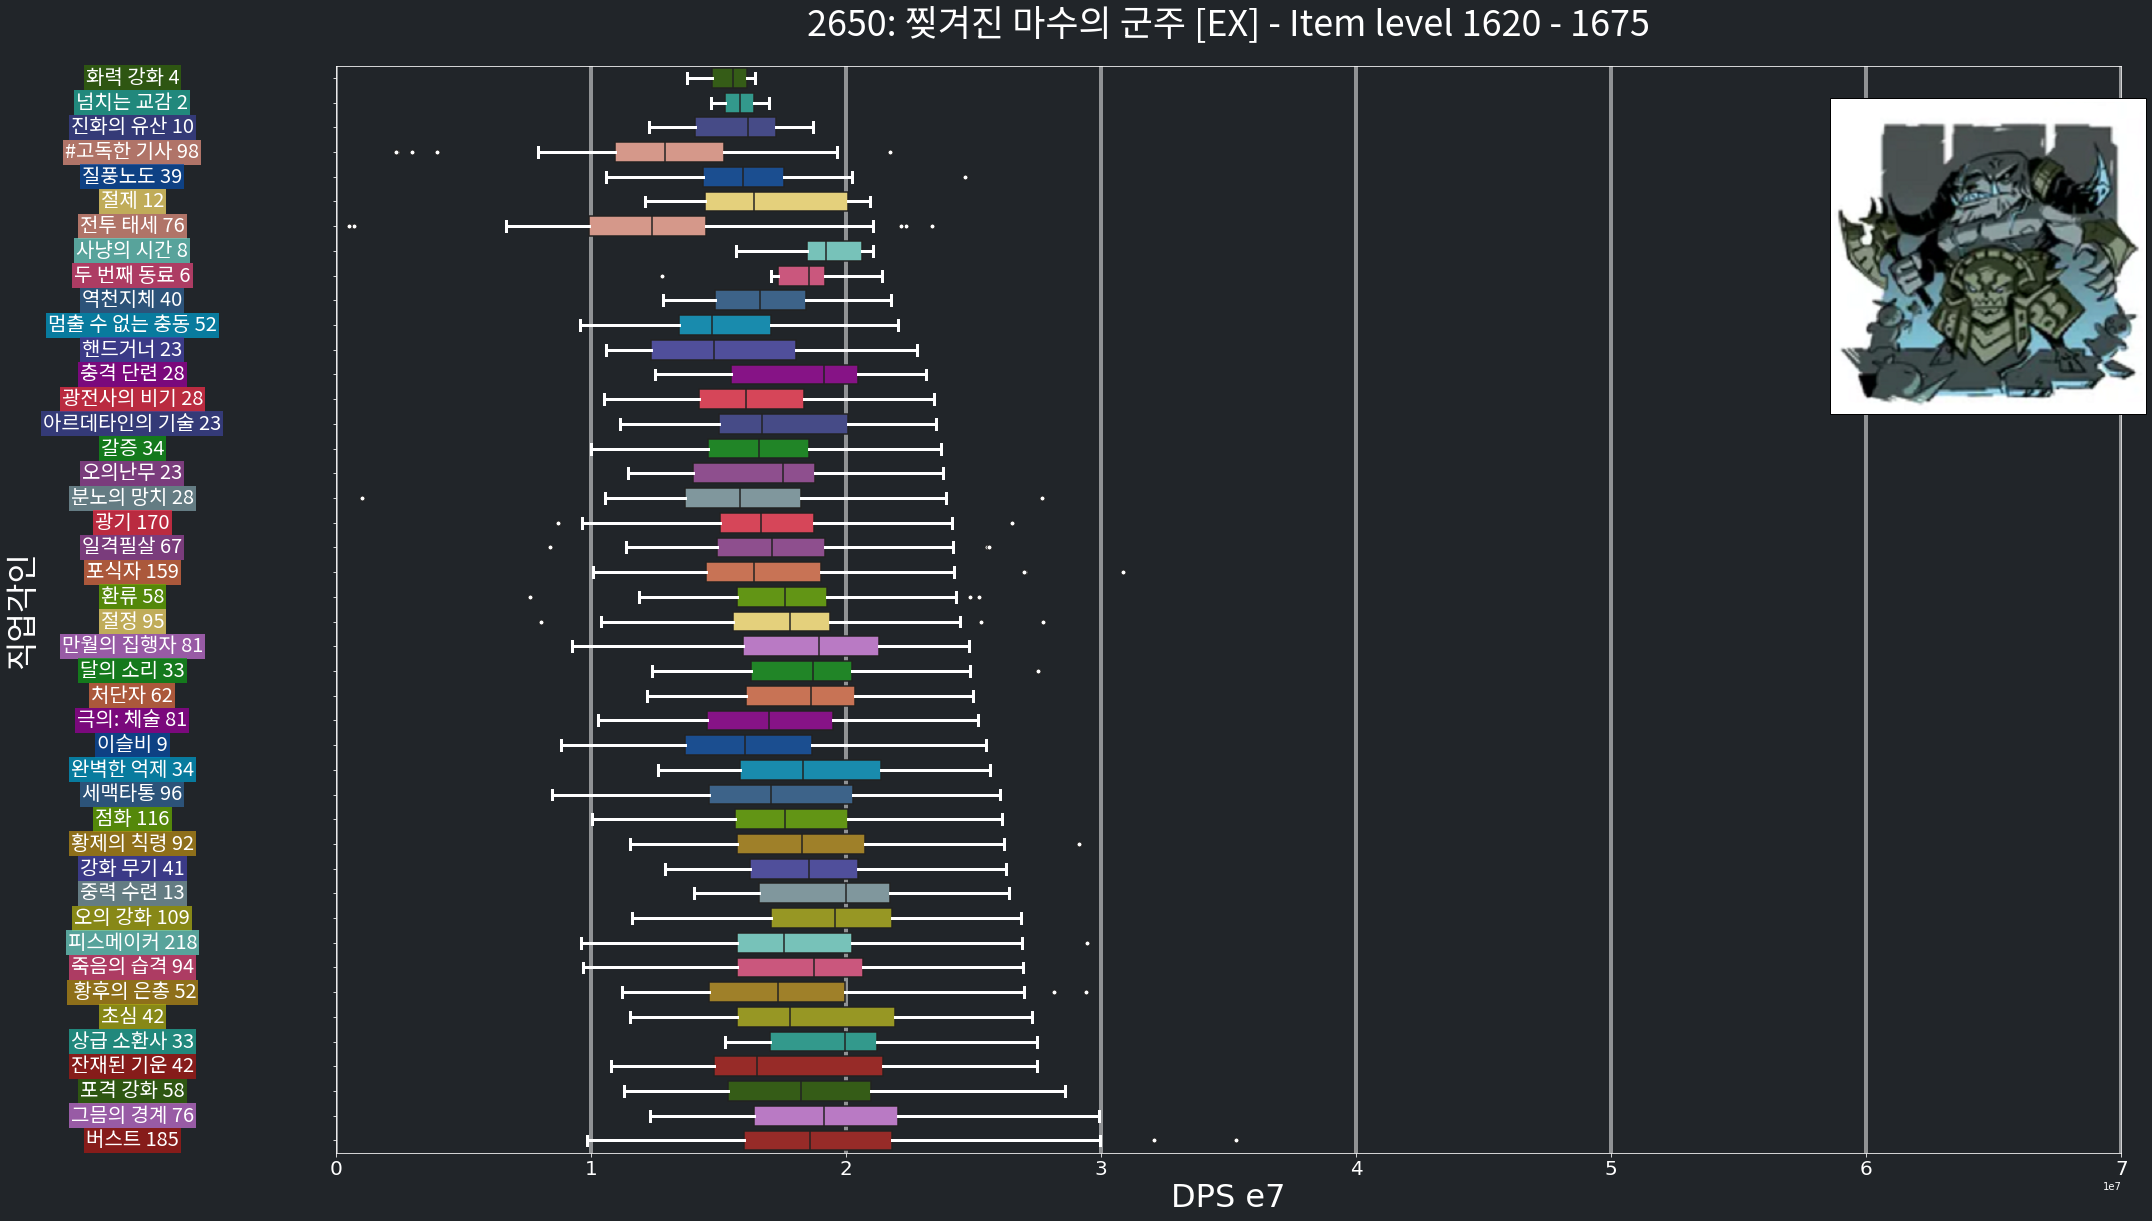 2650: 찢겨진 마수의 군주 [EX] - Item level 1620 - 1675
화력 강화 4
넘치는 교감 2
진화의 유산 10
#고독한 기사 98
질풍노도 39
절제 12
전투 태세 76
사냥의 시간 8
두 번째 동료 6
역천지체 40
멈출 수 없는 충동 52
핸드거너 23
충격 단련 28
광전사의 비기 28
아르데타인의 기술 23
갈증 34
오의난무 23
분노의 망치 28
광기 170
일격필살 67
포식자 159
환류 58
절정 95
만월의 집행자 81
달의 소리 33
처단자 62
극의: 체술 81
이슬비 9
완벽한 억제 34
세맥타통 96
점화 116
황제의 칙령 92
강화 무기 41
중력 수련 13
오의 강화 109
피스메이커 218
죽음의 습격 94
황후의 은총 52
초심 42
상급 소환사 33
잔재된 기운 42
포격 강화 58
그믐의 경계 76
버스트 185
직업각인
0 1 2 3 4 5 6 7
1e7
DPS e7